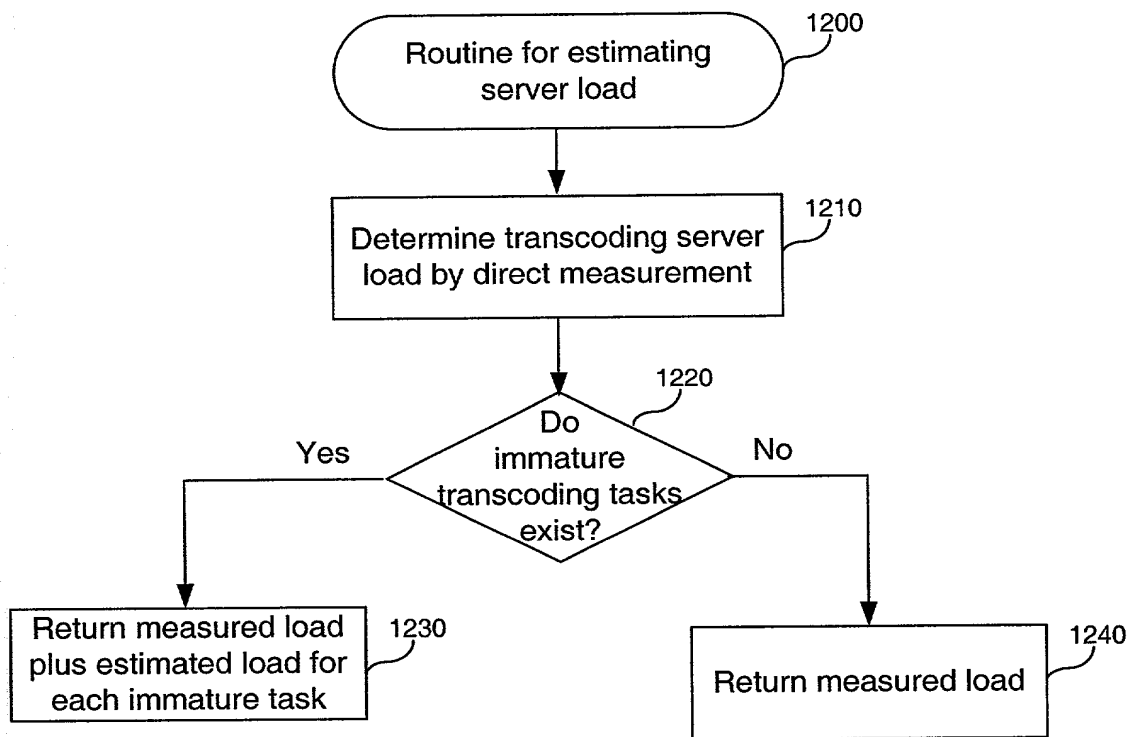 1200
Routine for estimating
server load
1210
Determine transcoding server
load by direct measurement
1220
Do
immature
transcoding tasks
exist?
Yes
No
Return measured load
plus estimated load for
each immature task
1230
1240
Return measured load